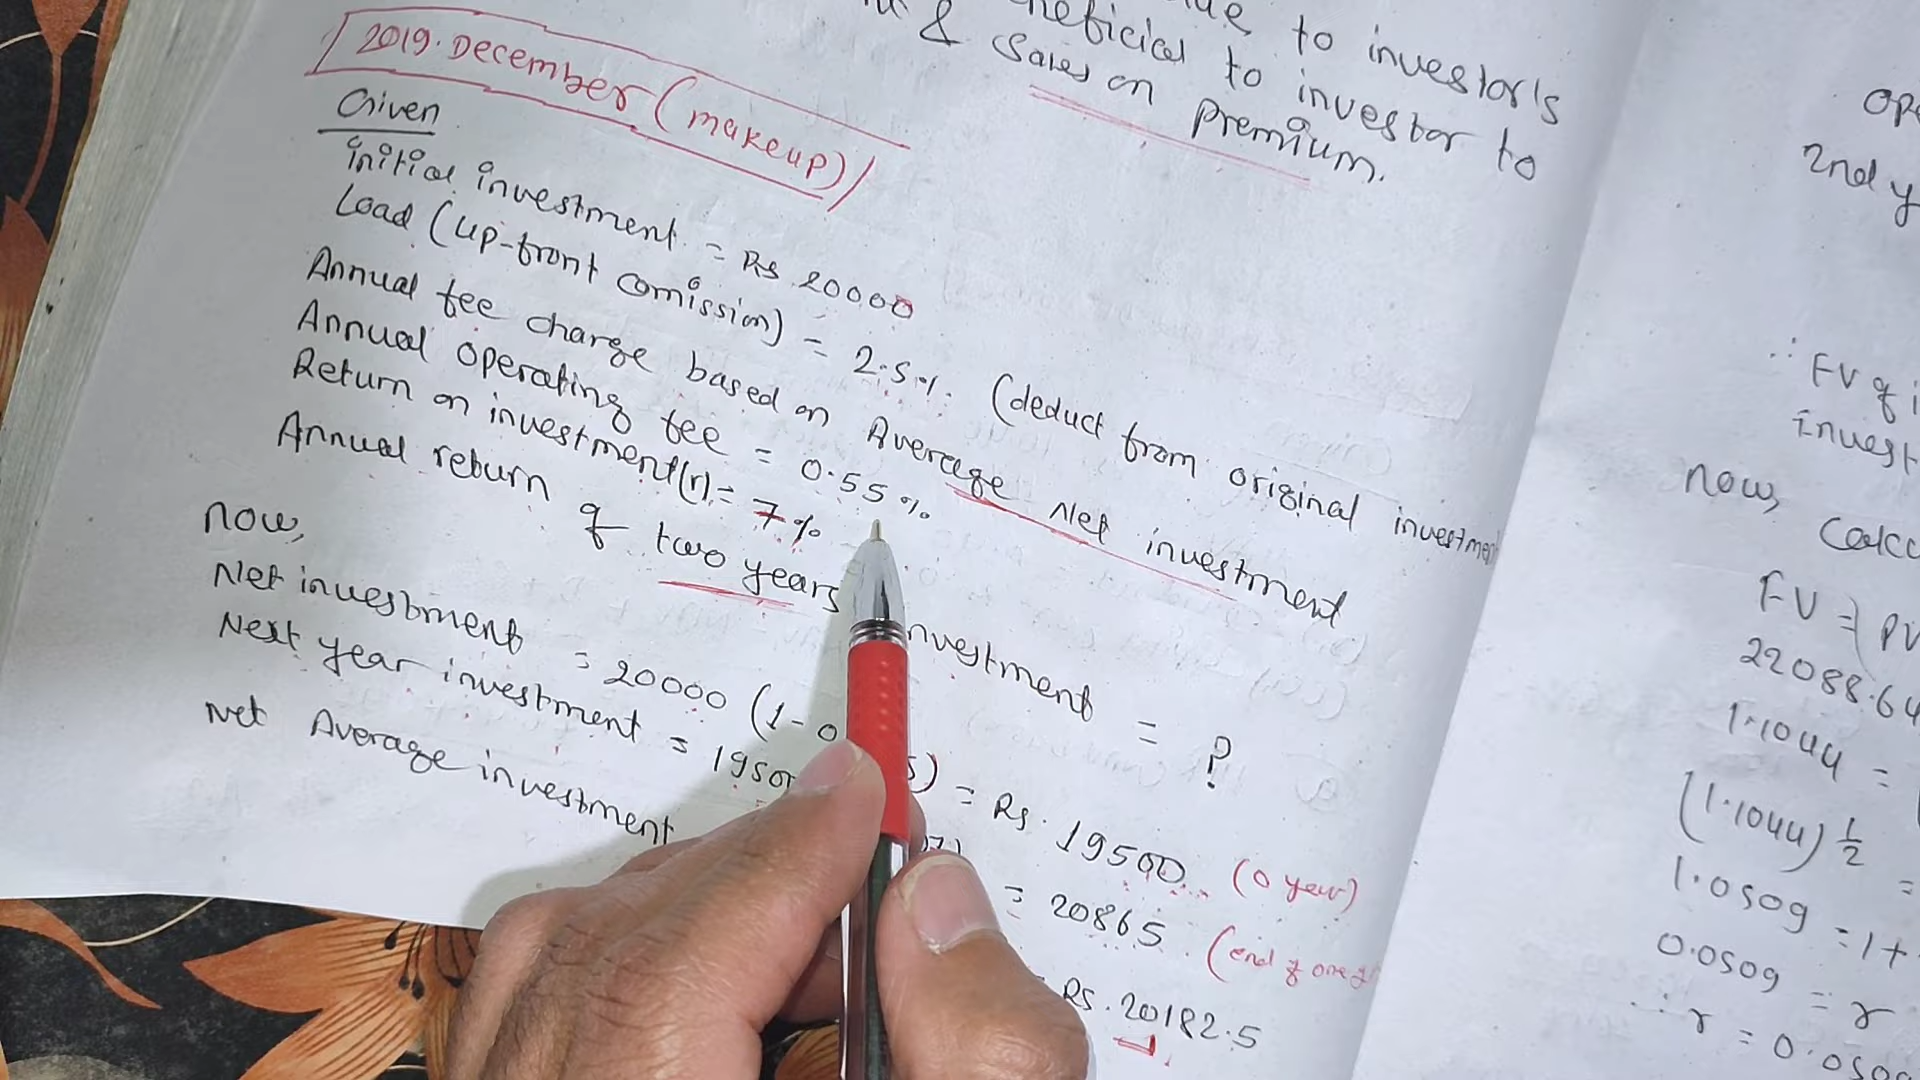 to investor's
& beneficial to investor to
Sales on Premium.
2019. December (makeup)
Given
initial investment = Rs 20000
Load (up-front comission) = 2.5%. (deduct from original investment
Annual fee charge based on Average Net investment
Annual operating fee = 0.55%
Return on investment(r) = 7%
Annual return of two years investment = ?
Now,
Net investment = 20000 (1-0 5) = Rs. 19500 (0 year)
Next year investment = 1950 07) = 20865. (end of one y
Net Average investment Rs. 20182.5
ope
2nd y
∴ FV of i
invest
Now, Calc
FV = PV
22088.64
1.1044 =
(1.1044) 1/2 =
1.0509 = 1+
0.0509 = r
∴ r = 0.0509